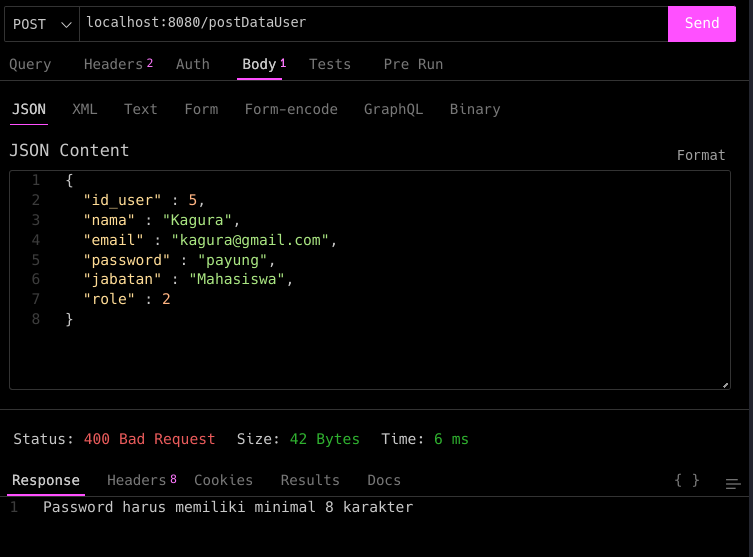 POST localhost:8080/postDataUser Send
Query Headers 2 Auth Body 1 Tests Pre Run
JSON XML Text Form Form-encode GraphQL Binary
JSON Content
Format
1 {
2 "id_user" : 5,
3 "nama" : "Kagura",
4 "email" : "kagura@gmail.com",
5 "password" : "payung",
6 "jabatan" : "Mahasiswa",
7 "role" : 2
8 }
Status: 400 Bad Request Size: 42 Bytes Time: 6 ms
Response Headers 8 Cookies Results Docs { }
1 Password harus memiliki minimal 8 karakter